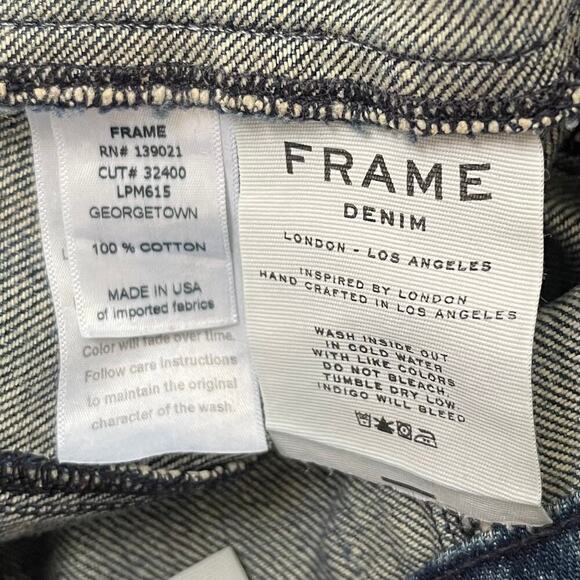 FRAME
RN# 139021
CUT# 32400
LPM615
GEORGETOWN
100 % COTTON
MADE IN USA
of imported fabrics
Color will fade over time.
Follow care instructions
to maintain the original
character of the wash.
FRAME
DENIM
LONDON - LOS ANGELES
INSPIRED BY LONDON
HAND CRAFTED IN LOS ANGELES
WASH INSIDE OUT
IN COLD WATER
WITH LIKE COLORS
DO NOT BLEACH
TUMBLE DRY LOW
INDIGO WILL BLEED